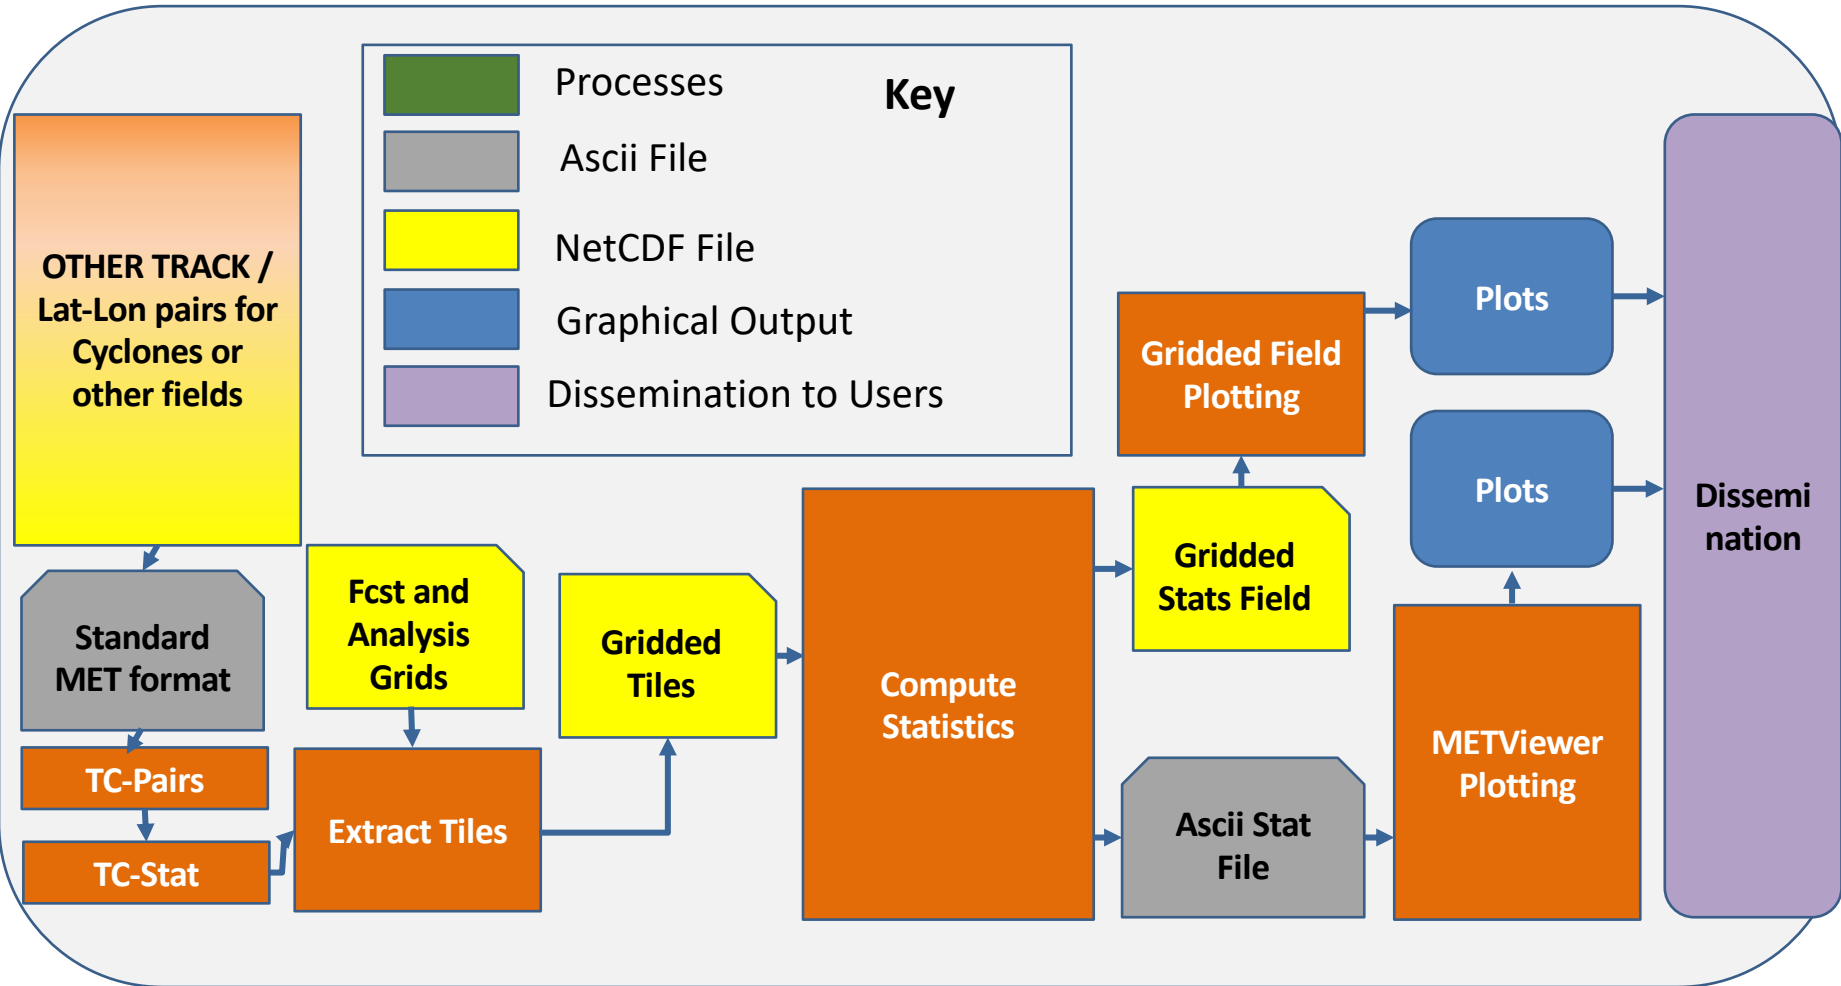 Key
Processes
Ascii File
NetCDF File
Graphical Output
Dissemination to Users
OTHER TRACK /
Lat-Lon pairs for
Cyclones or
other fields
Standard
MET format
TC-Pairs
TC-Stat
Fcst and
Analysis
Grids
Extract Tiles
Gridded
Tiles
Compute
Statistics
Gridded
Stats Field
Gridded Field
Plotting
Plots
Ascii Stat
File
METViewer
Plotting
Plots
Dissemi
nation